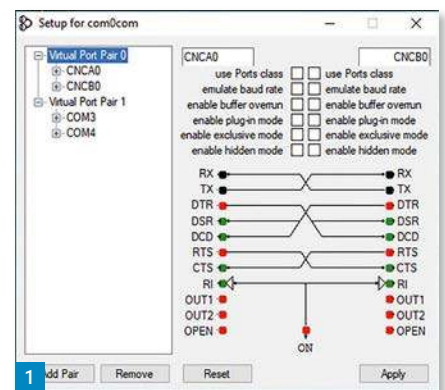 Setup for com0com
Virtual Port Pair 0
CNCA0
CNCB0
Virtual Port Pair 1
COM3
COM4
CNCA0 CNCB0
use Ports class use Ports class
emulate baud rate emulate baud rate
enable buffer overrun enable buffer overrun
enable plug-in mode enable plug-in mode
enable exclusive mode enable exclusive mode
enable hidden mode enable hidden mode
RX RX
TX TX
DTR DTR
DSR DSR
DCD DCD
RTS RTS
CTS CTS
RI RI
OUT1 OUT1
OUT2 OUT2
OPEN OPEN
ON
1 dd Pair Remove Reset Apply